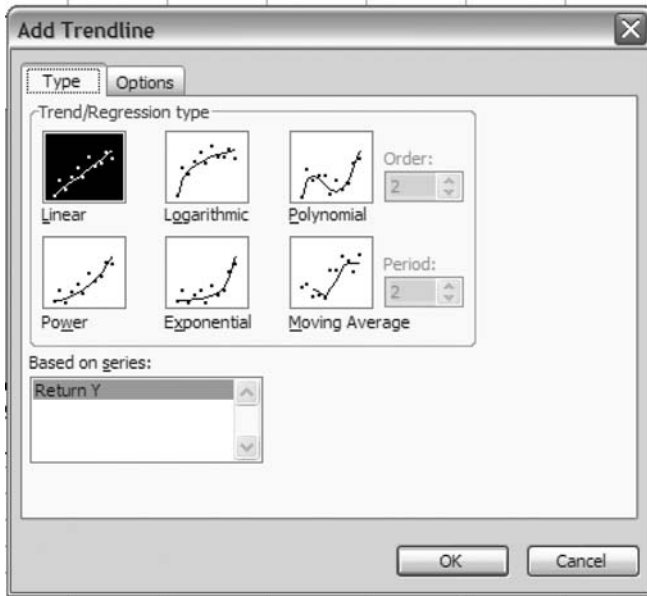 Add Trendline
Type Options
Trend/Regression type
Linear Logarithmic Polynomial
Order:
2
Power Exponential Moving Average
Period:
2
Based on series:
Return Y
OK Cancel